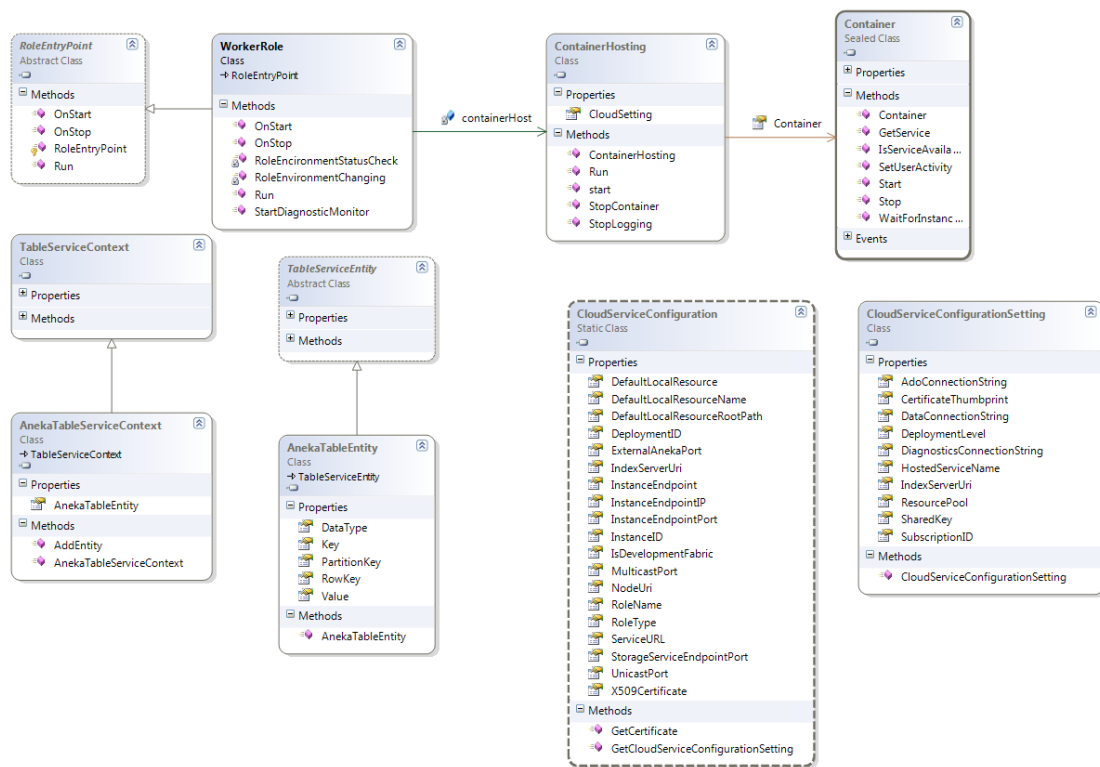 RoleEntryPoint
Abstract Class
Methods
OnStart
OnStop
RoleEntryPoint
Run
WorkerRole
Class
RoleEntryPoint
Methods
OnStart
OnStop
RoleEncironmentStatusCheck
RoleEnvironmentChanging
Run
StartDiagnosticMonitor
containerHost
ContainerHosting
Class
Properties
CloudSetting
Methods
ContainerHosting
Run
start
StopContainer
StopLogging
Container
Container
Sealed Class
Properties
Methods
Container
GetService
IsServiceAvaila ...
SetUserActivity
Start
Stop
WaitForInstanc ...
Events
TableServiceContext
Class
Properties
Methods
TableServiceEntity
Abstract Class
Properties
Methods
AnekaTableServiceContext
Class
TableServiceContext
Properties
AnekaTableEntity
Methods
AddEntity
AnekaTableServiceContext
AnekaTableEntity
Class
TableServiceEntity
Properties
DataType
Key
PartitionKey
RowKey
Value
Methods
AnekaTableEntity
CloudServiceConfiguration
Static Class
Properties
DefaultLocalResource
DefaultLocalResourceName
DefaultLocalResourceRootPath
DeploymentID
ExternalAnekaPort
IndexServerUri
InstanceEndpoint
InstanceEndpointIP
InstanceEndpointPort
InstanceID
IsDevelopmentFabric
MulticastPort
NodeUri
RoleName
RoleType
ServiceURL
StorageServiceEndpointPort
UnicastPort
X509Certificate
Methods
GetCertificate
GetCloudServiceConfigurationSetting
CloudServiceConfigurationSetting
Class
Properties
AdoConnectionString
CertificateThumbprint
DataConnectionString
DeploymentLevel
DiagnosticsConnectionString
HostedServiceName
IndexServerUri
ResourcePool
SharedKey
SubscriptionID
Methods
CloudServiceConfigurationSetting